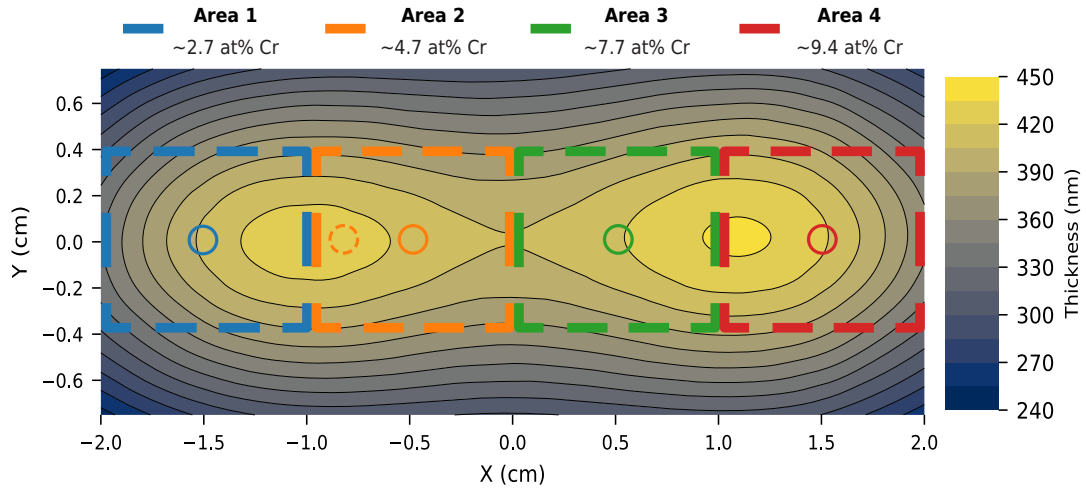 Area 1 Area 2 Area 3 Area 4
~2.7 at% Cr ~4.7 at% Cr ~7.7 at% Cr ~9.4 at% Cr
0.6
0.4
0.2
0.0
−0.2
−0.4
−0.6
Y (cm)
−2.0 −1.5 −1.0 −0.5 0.0 0.5 1.0 1.5 2.0
X (cm)
450
420
390
360
330
300
270
240
Thickness (nm)